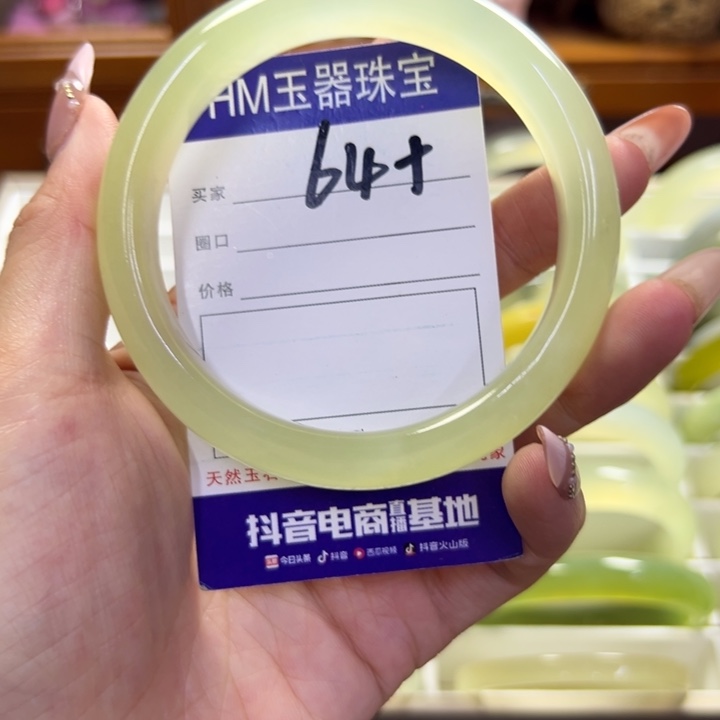 HM玉器珠宝
64+
买家
圈口
价格
天然玉石
家
抖音电商直播基地
今日头条 抖音 西瓜视频 抖音火山版